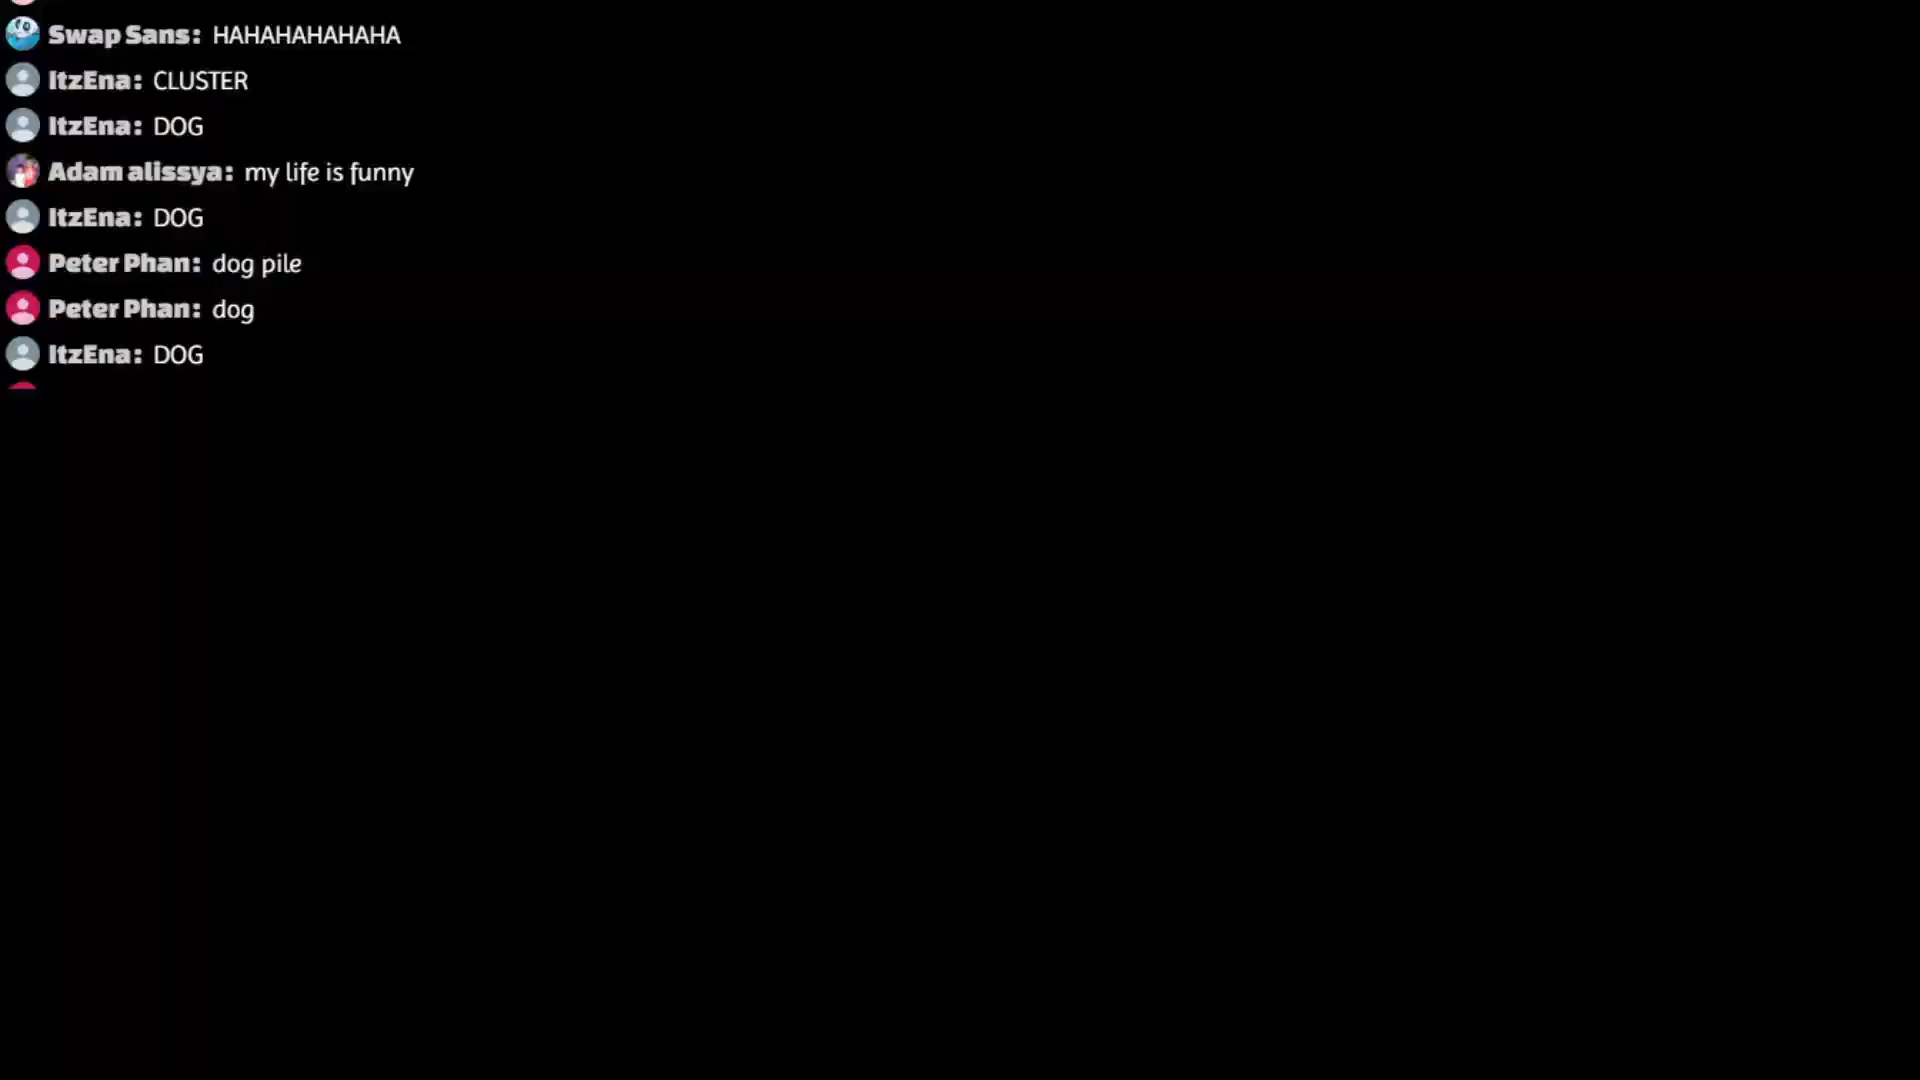 Swap Sans: HAHAHAHAHAHA
ItzEna: CLUSTER
ItzEna: DOG
Adam alissya: my life is funny
ItzEna: DOG
Peter Phan: dog pile
Peter Phan: dog
ItzEna: DOG